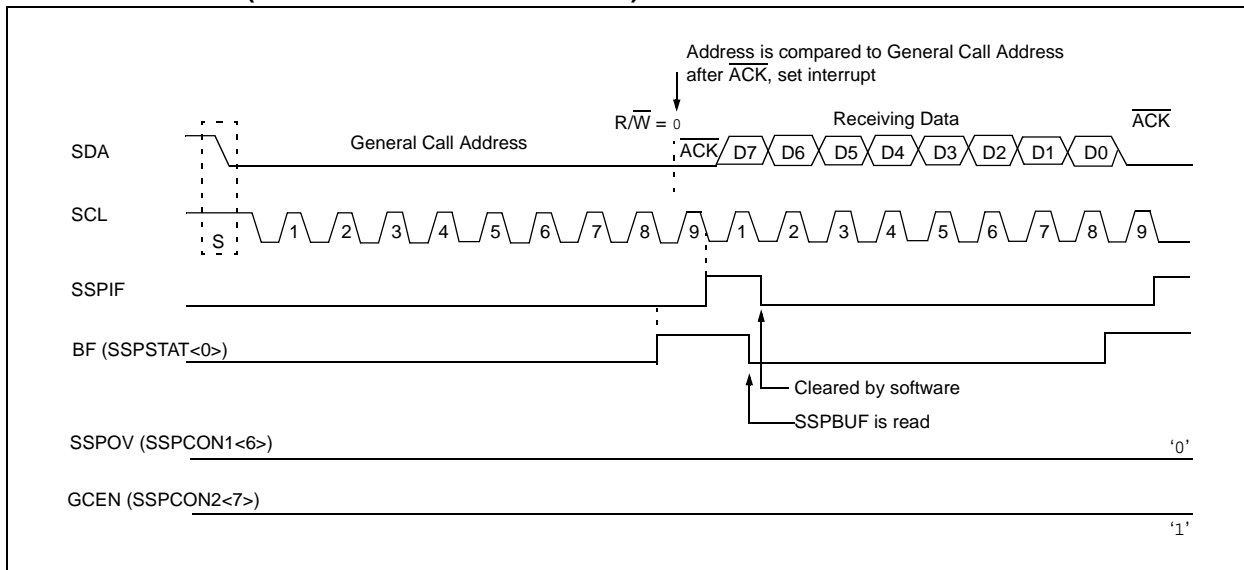 Address is compared to General Call Address
after ACK, set interrupt
R/W = 0
Receiving Data
ACK
SDA
General Call Address
ACK D7 D6 D5 D4 D3 D2 D1 D0
SCL
S
1 2 3 4 5 6 7 8 9 1 2 3 4 5 6 7 8 9
SSPIF
BF (SSPSTAT<0>)
Cleared by software
SSPBUF is read
SSPOV (SSPCON1<6>)
‘0’
GCEN (SSPCON2<7>)
‘1’